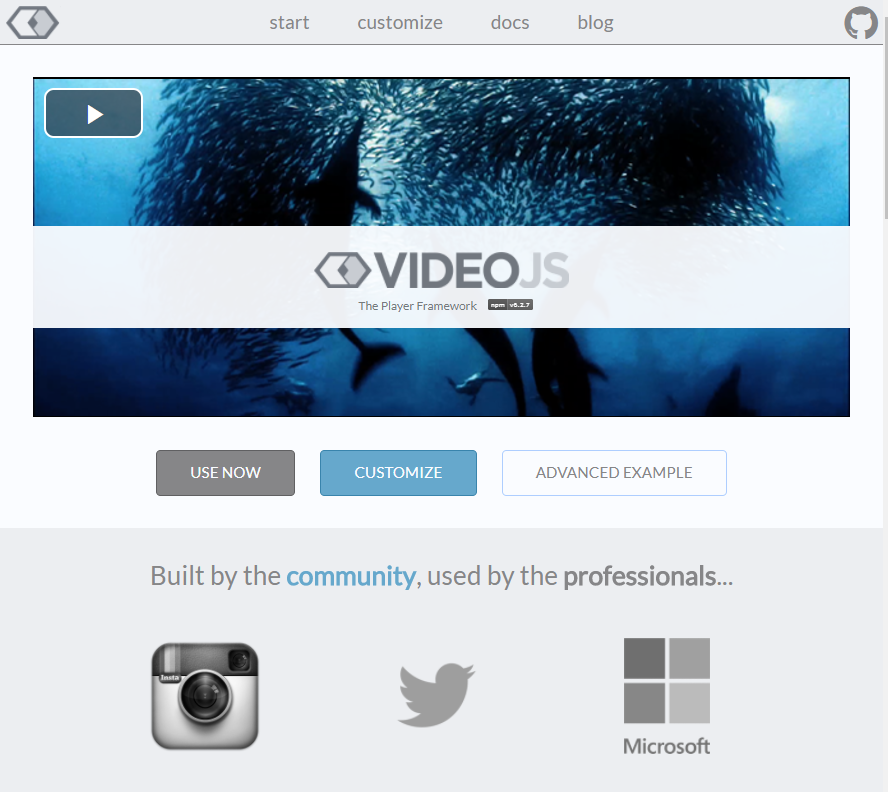 start customize docs blog
VIDEOJS
The Player Framework npm v6.2.7
USE NOW CUSTOMIZE ADVANCED EXAMPLE
Built by the community, used by the professionals...
Insta
Microsoft